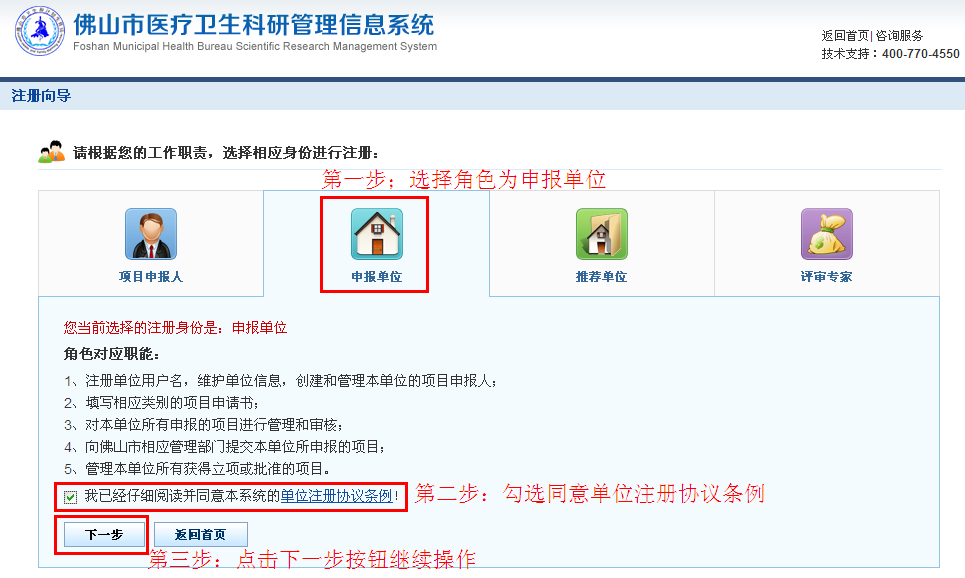 佛山市医疗卫生科研管理信息系统
Foshan Municipal Health Bureau Scientific Research Management System
返回首页| 咨询服务
技术支持：400-770-4550
注册向导
请根据您的工作职责，选择相应身份进行注册：
第一步；选择角色为申报单位
项目申报人
申报单位
推荐单位
评审专家
您当前选择的注册身份是：申报单位
角色对应职能：
1、注册单位用户名，维护单位信息，创建和管理本单位的项目申报人；
2、填写相应类别的项目申请书；
3、对本单位所有申报的项目进行管理和审核；
4、向佛山市相应管理部门提交本单位所申报的项目；
5、管理本单位所有获得立项或批准的项目。
我已经仔细阅读并同意本系统的单位注册协议条例！
第二步：勾选同意单位注册协议条例
下一步
返回首页
第三步：点击下一步按钮继续操作